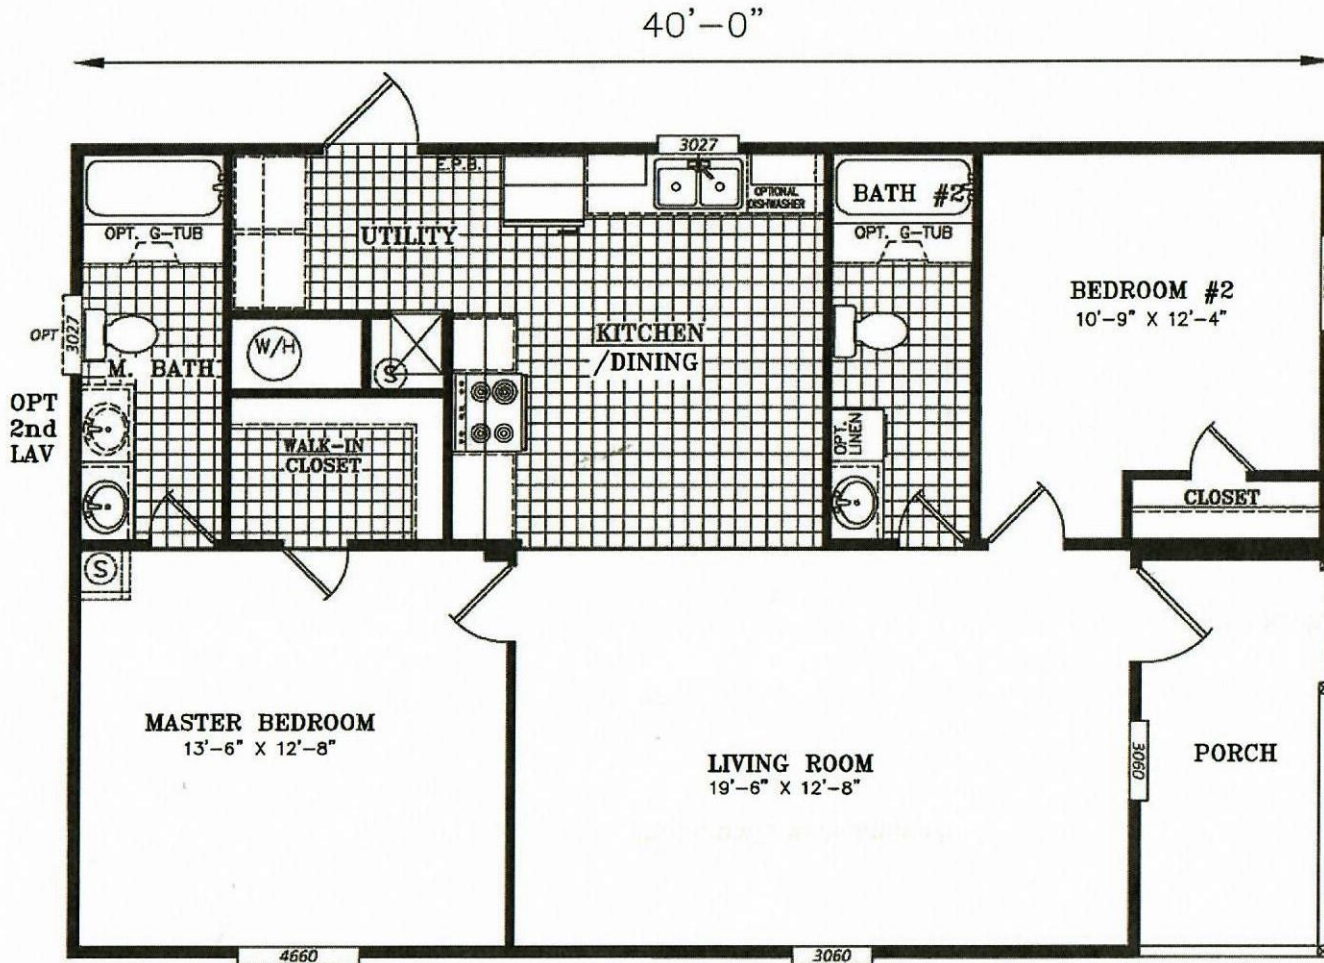 40'-0"
3027
E.P.B.
OPTIONAL
DISHWASHER
BATH #2
OPT. G-TUB
OPT. G-TUB
UTILITY
BEDROOM #2
10'-9" X 12'-4"
OPT
3027
W/H
S
KITCHEN
/DINING
M. BATH
OPT
2nd
LAV
WALK-IN
CLOSET
OPT.
LINEN
CLOSET
S
MASTER BEDROOM
13'-6" X 12'-8"
LIVING ROOM
19'-6" X 12'-8"
3060
PORCH
4660
3060